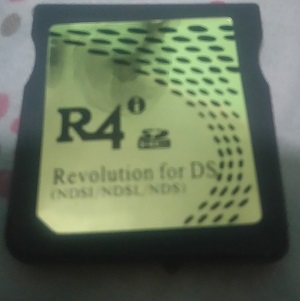 R4i
SDHC
Revolution for DS
(NDSI/NDSL/NDS)